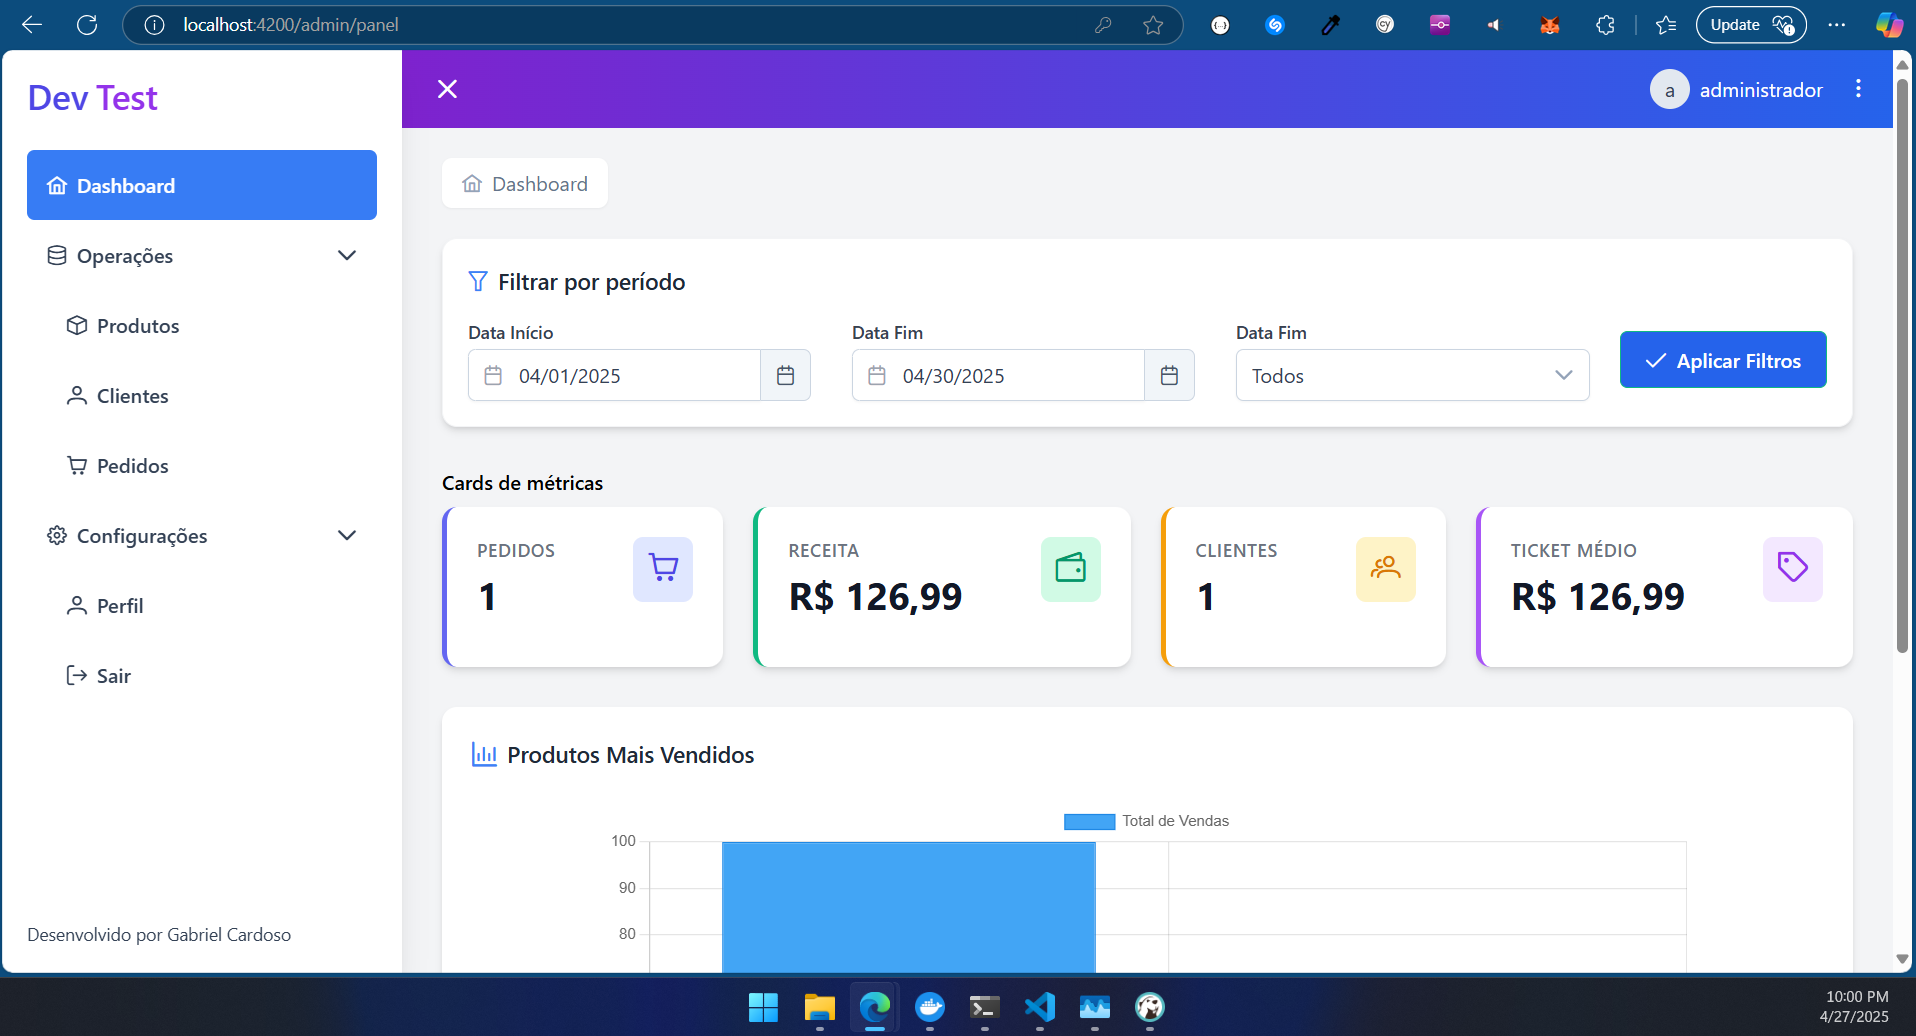 localhost:4200/admin/panel
Update
Dev Test
a
administrador
Dashboard
Operações
Produtos
Clientes
Pedidos
Configurações
Perfil
Sair
Desenvolvido por Gabriel Cardoso
Dashboard
Filtrar por período
Data Início
Data Fim
Data Fim
04/01/2025
04/30/2025
Todos
Aplicar Filtros
Cards de métricas
PEDIDOS
1
RECEITA
R$ 126,99
CLIENTES
1
TICKET MÉDIO
R$ 126,99
Produtos Mais Vendidos
Total de Vendas
100
90
80
10:00 PM
4/27/2025